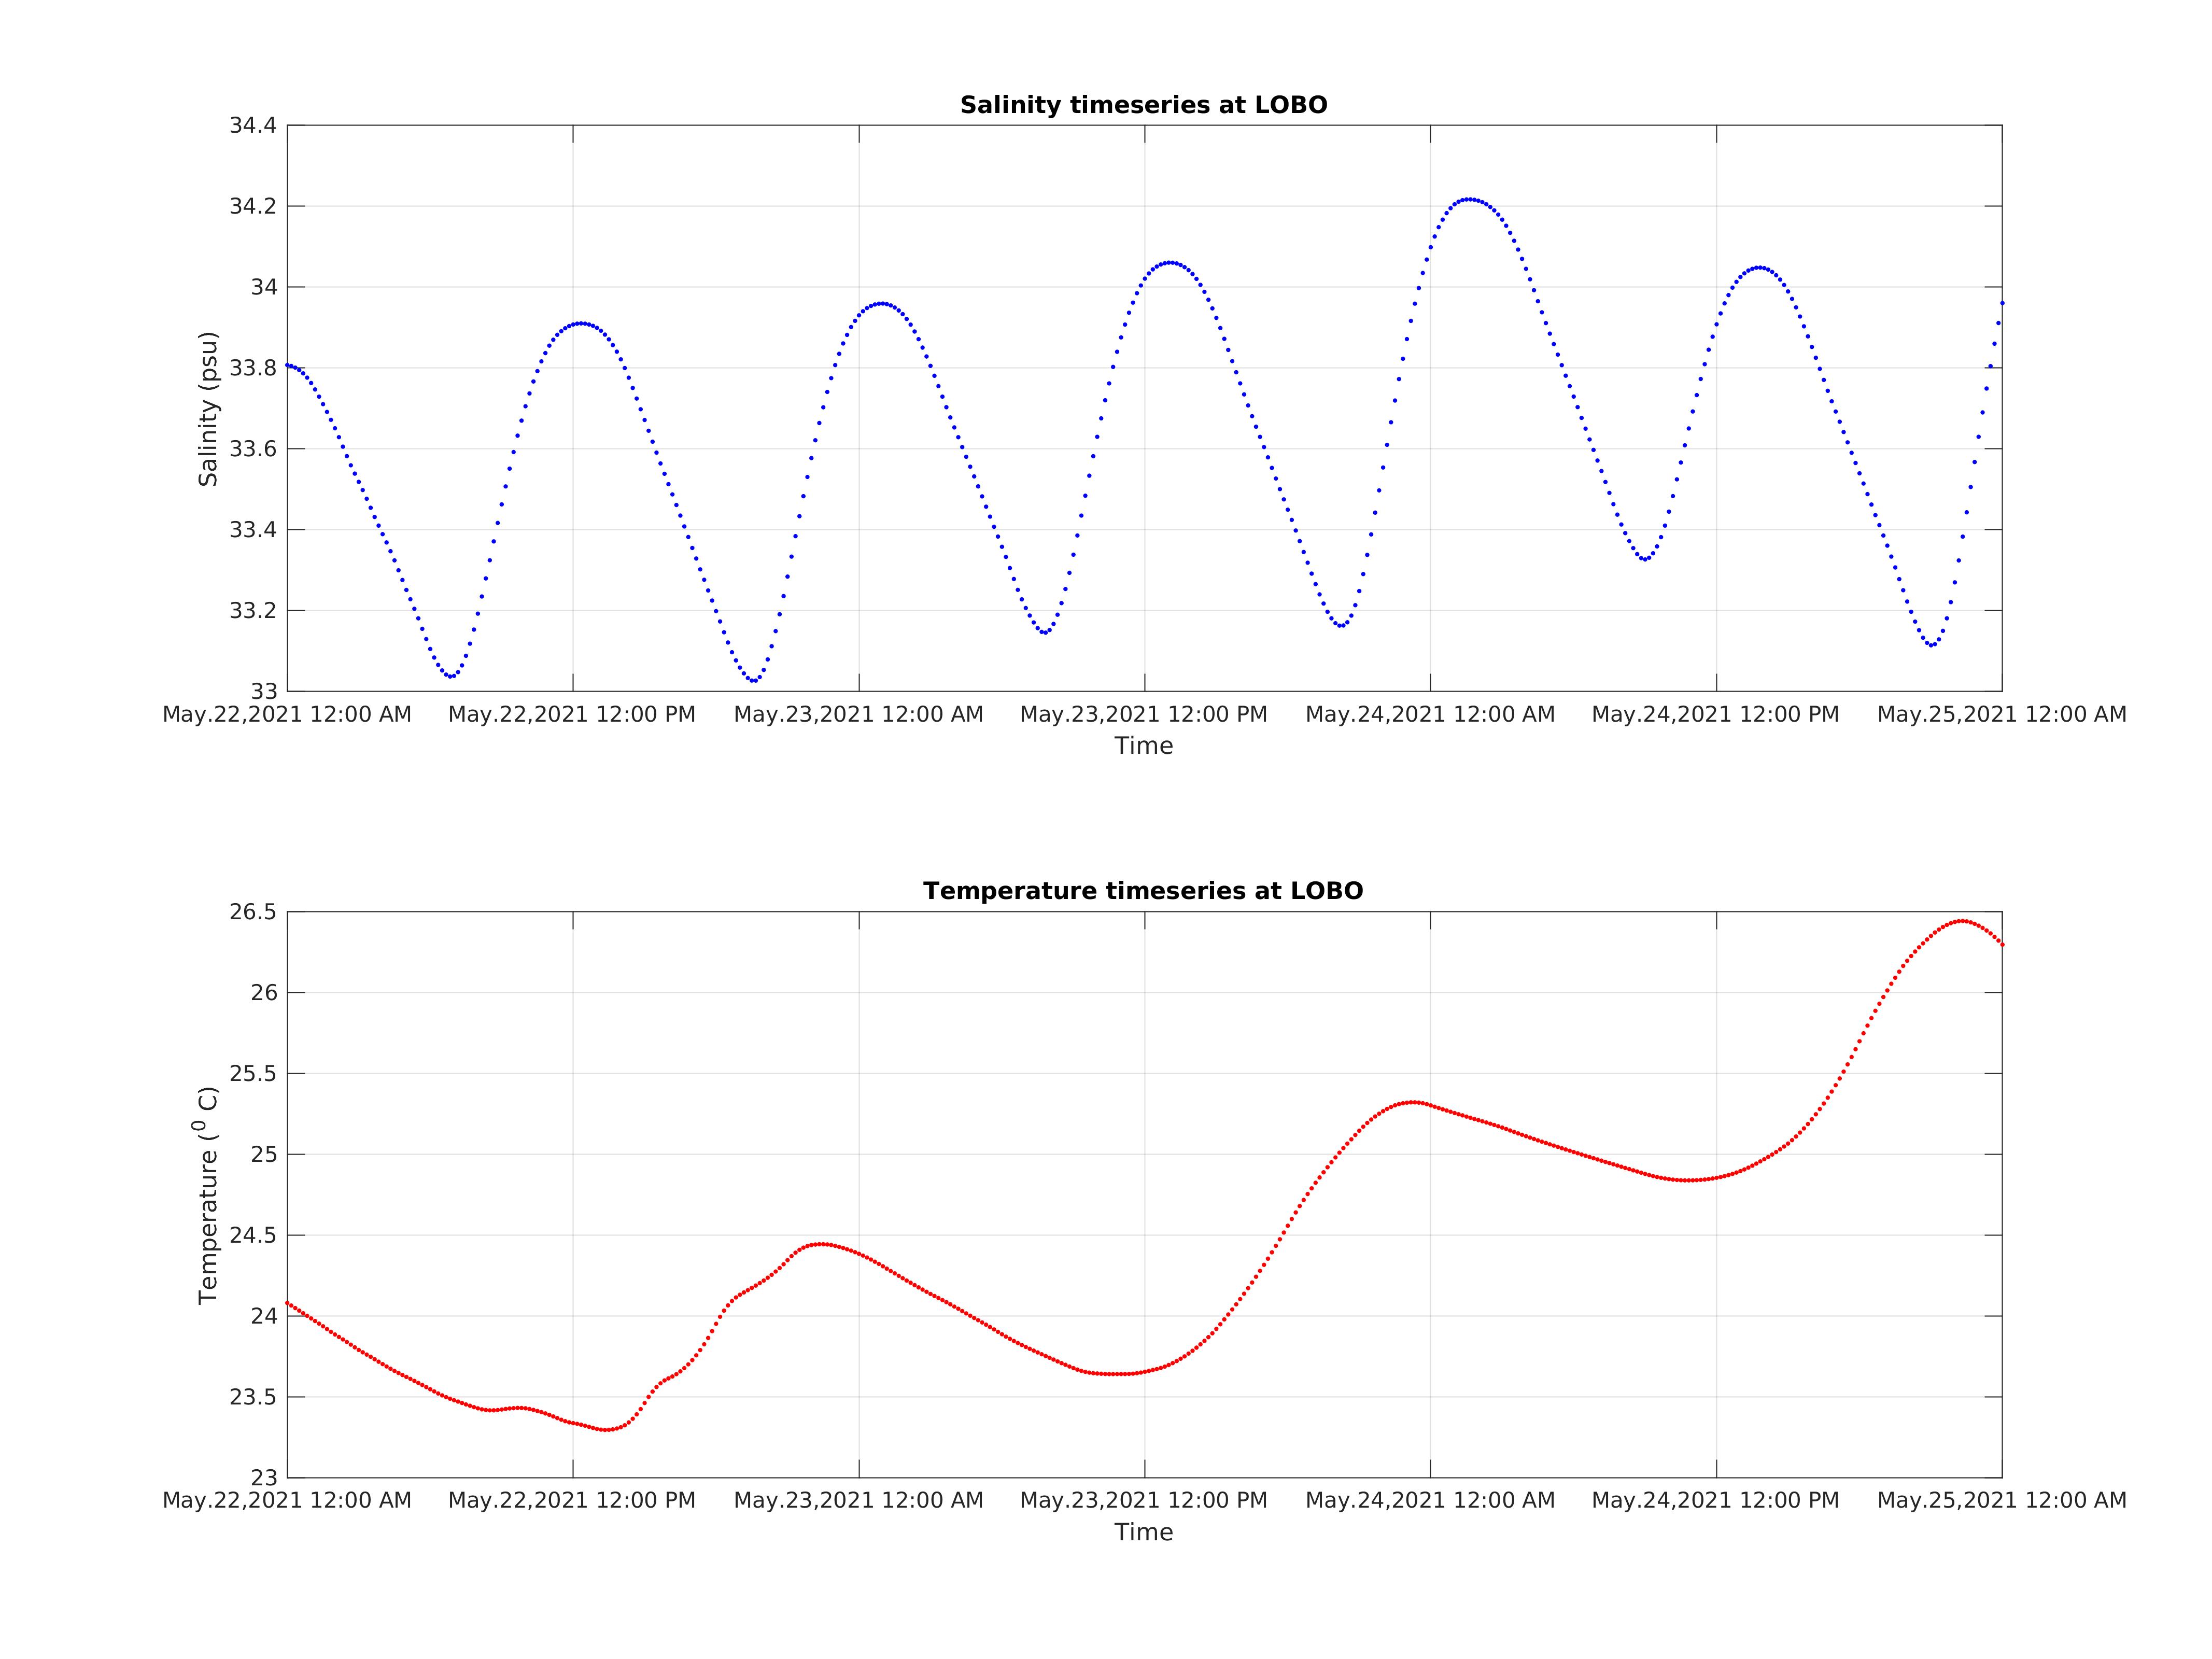 Salinity timeseries at LOBO
34.4
34.2
34
33.8
33.6
33.4
33.2
33
Salinity (psu)
May.22,2021 12:00 AM May.22,2021 12:00 PM May.23,2021 12:00 AM May.23,2021 12:00 PM May.24,2021 12:00 AM May.24,2021 12:00 PM May.25,2021 12:00 AM
Time
Temperature timeseries at LOBO
26.5
26
25.5
25
24.5
24
23.5
23
Temperature (⁰ C)
May.22,2021 12:00 AM May.22,2021 12:00 PM May.23,2021 12:00 AM May.23,2021 12:00 PM May.24,2021 12:00 AM May.24,2021 12:00 PM May.25,2021 12:00 AM
Time